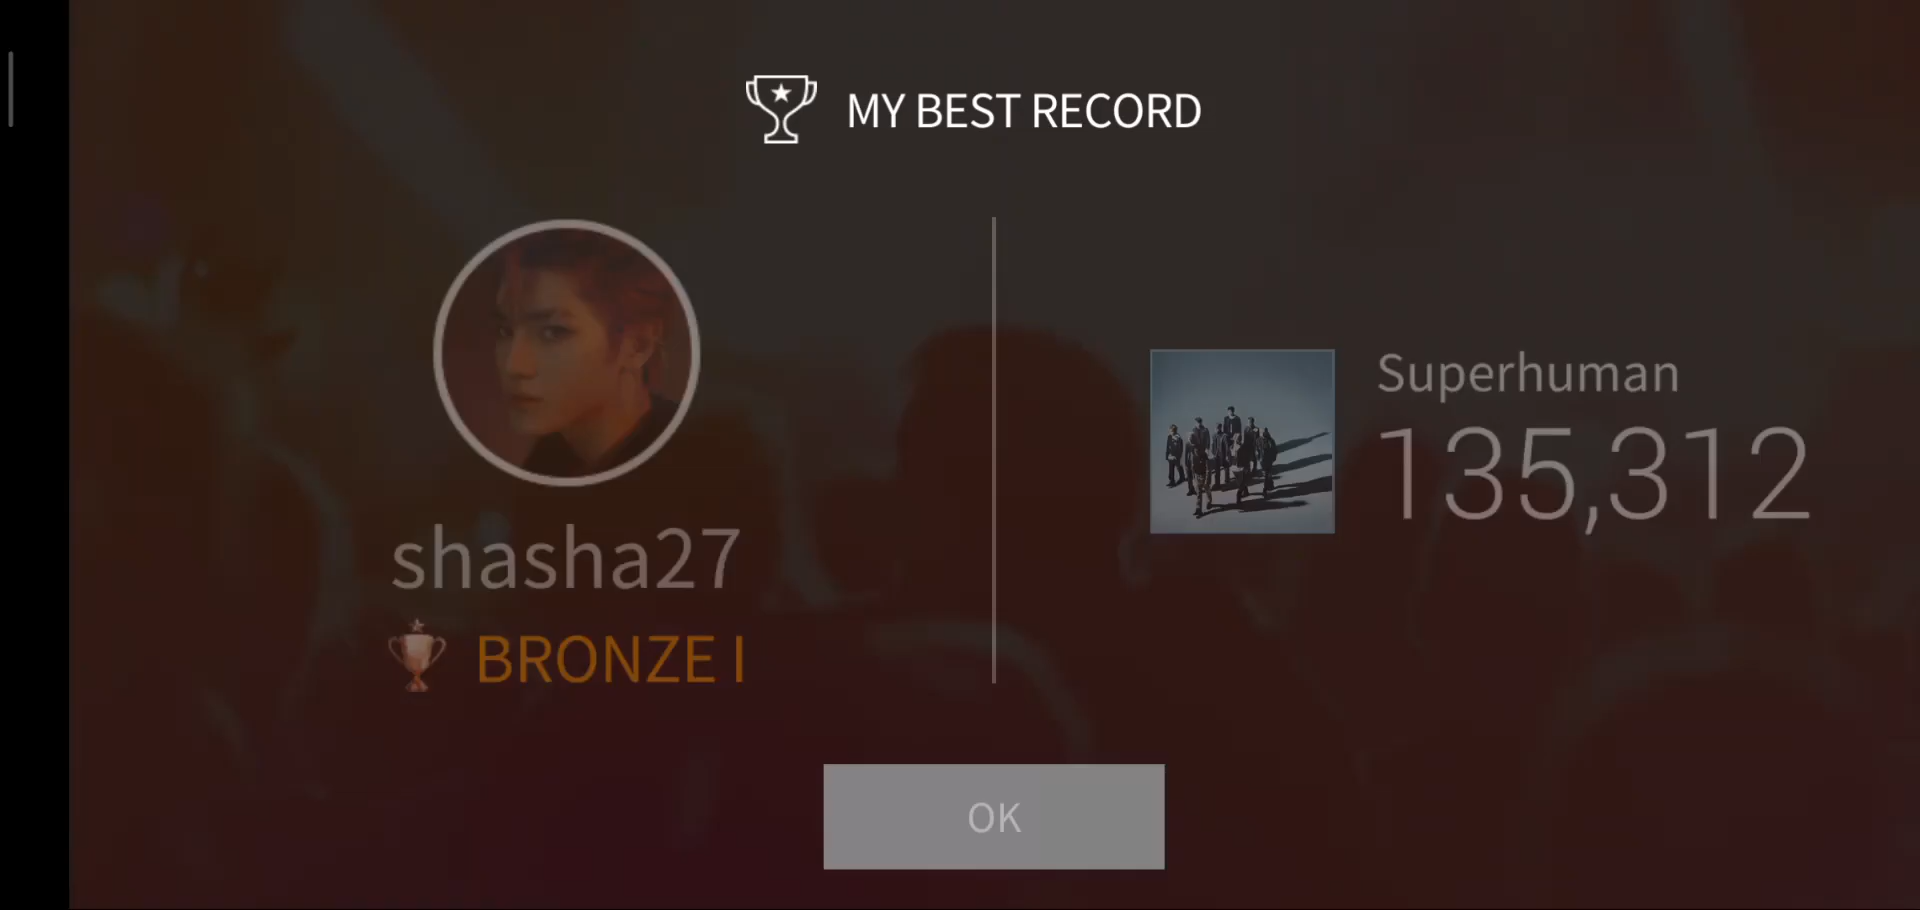 MY BEST RECORD
shasha27
BRONZE I
Superhuman
135,312
OK